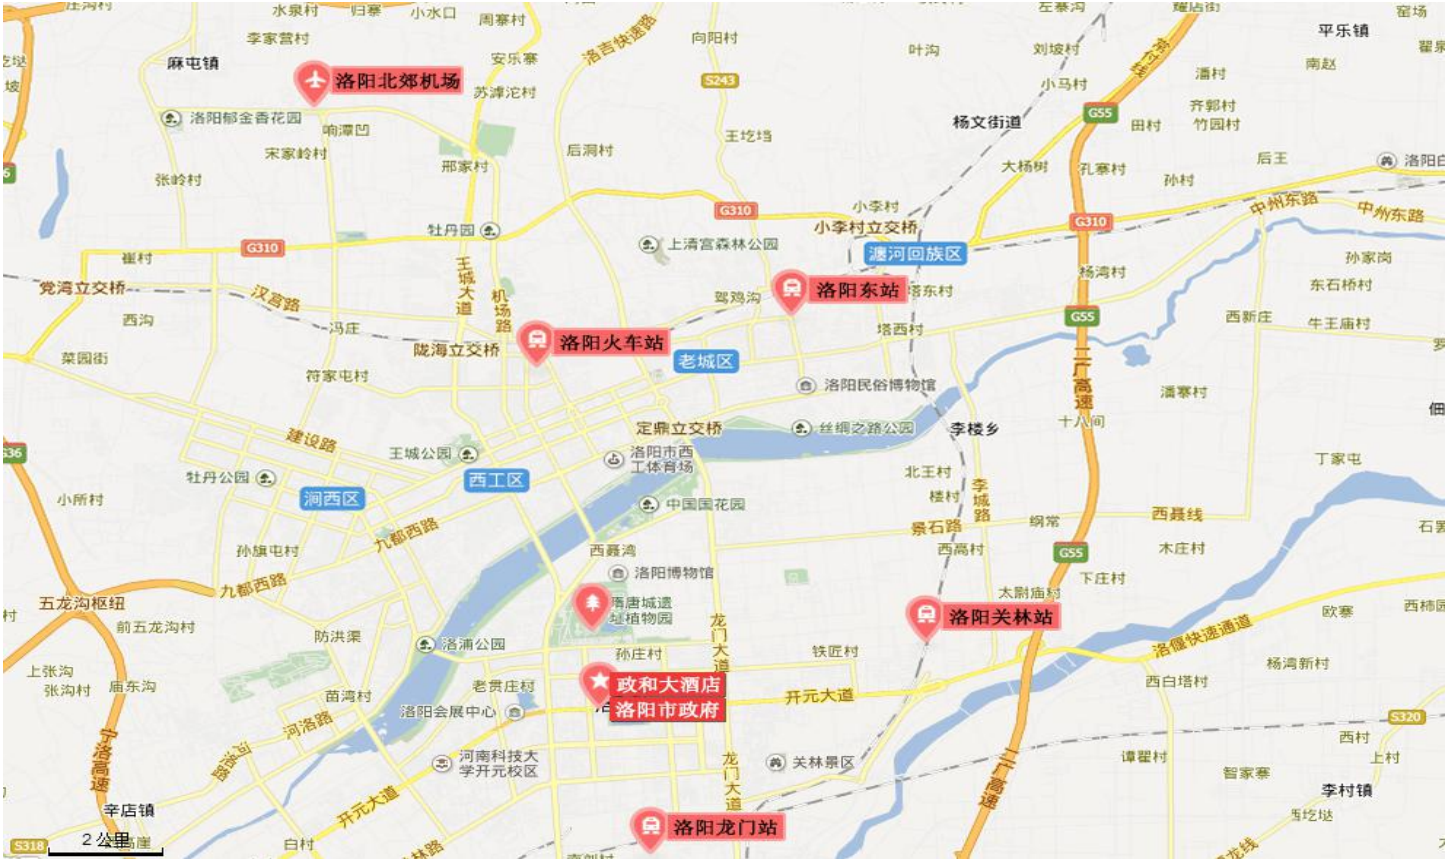 水泉村
归寨
小水口
周寨村
左寨沟
窑场
平乐镇
李家营村
安乐寨
洛吉快速路
向阳村
叶沟
刘坡村
常付线
南赵
麻屯镇
洛阳北郊机场
苏滹沱村
S243
小马村
潘村
G55
齐郭村
洛阳郁金香花园
响潭凹
王圪垱
杨文街道
田村
竹园村
宋家岭村
后洞村
邢家村
大杨树
孔寨村
后王
张岭村
孙村
G310
小李村
中州东路
中州东路
小李村立交桥
G310
牡丹园
上清宫森林公园
瀍河回族区
G310
崔村
孙家岗
杨湾村
党湾立交桥
汉宫路
王城大道
机场路
驾鸡沟
洛阳东站
塔东村
东石桥村
西沟
冯庄
塔西村
G55
西新庄
牛王庙村
菜园街
陇海立交桥
洛阳火车站
老城区
符家屯村
洛阳民俗博物馆
二广高速
潘寨村
建设路
定鼎立交桥
丝绸之路公园
李楼乡
十八间
王城公园
洛阳市西
工体育场
丁家屯
牡丹公园
西工区
北王村
小所村
涧西区
中国国花园
楼村
李城路
西聂线
九都西路
景石路
纲常
孙旗屯村
西聂湾
西高村
G55
木庄村
九都西路
洛阳博物馆
下庄村
五龙沟枢纽
隋唐城遗
址植物园
太尉庙村
欧寨
前五龙沟村
防洪渠
洛浦公园
龙门大道
洛阳关林站
洛偃快速通道
上张沟
孙庄村
铁匠村
杨湾新村
张沟村
庙东沟
苗湾村
老贯庄村
政和大酒店
开元大道
西白塔村
洛阳会展中心
洛阳市政府
河洛路
河洛路
S320
宁洛高速
河南科技大
学开元校区
龙门大道
关林景区
二广高速
谭翟村
西村
上村
智家寨
辛店镇
开元大道
李村镇
洛阳龙门站
2 公里
S318
白村